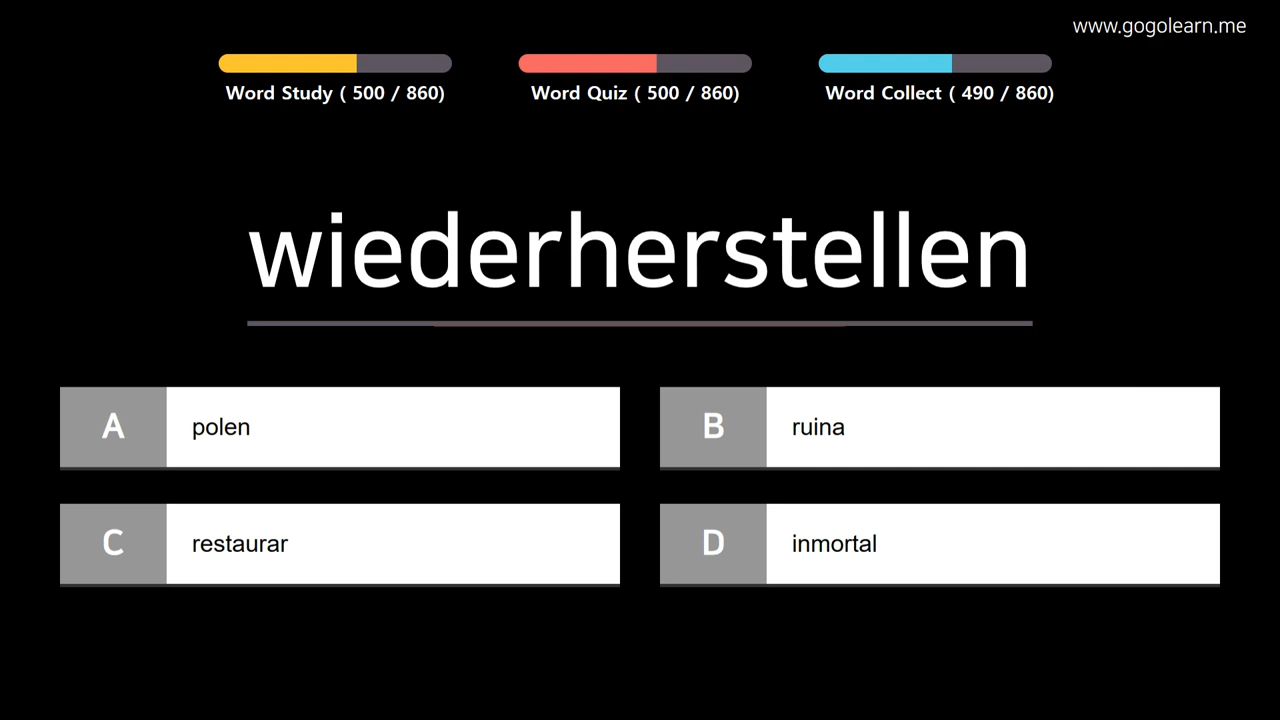 www.gogolearn.me
Word Study ( 500 / 860)
Word Quiz ( 500 / 860)
Word Collect ( 490 / 860)
wiederherstellen
A polen
B ruina
C restaurar
D inmortal